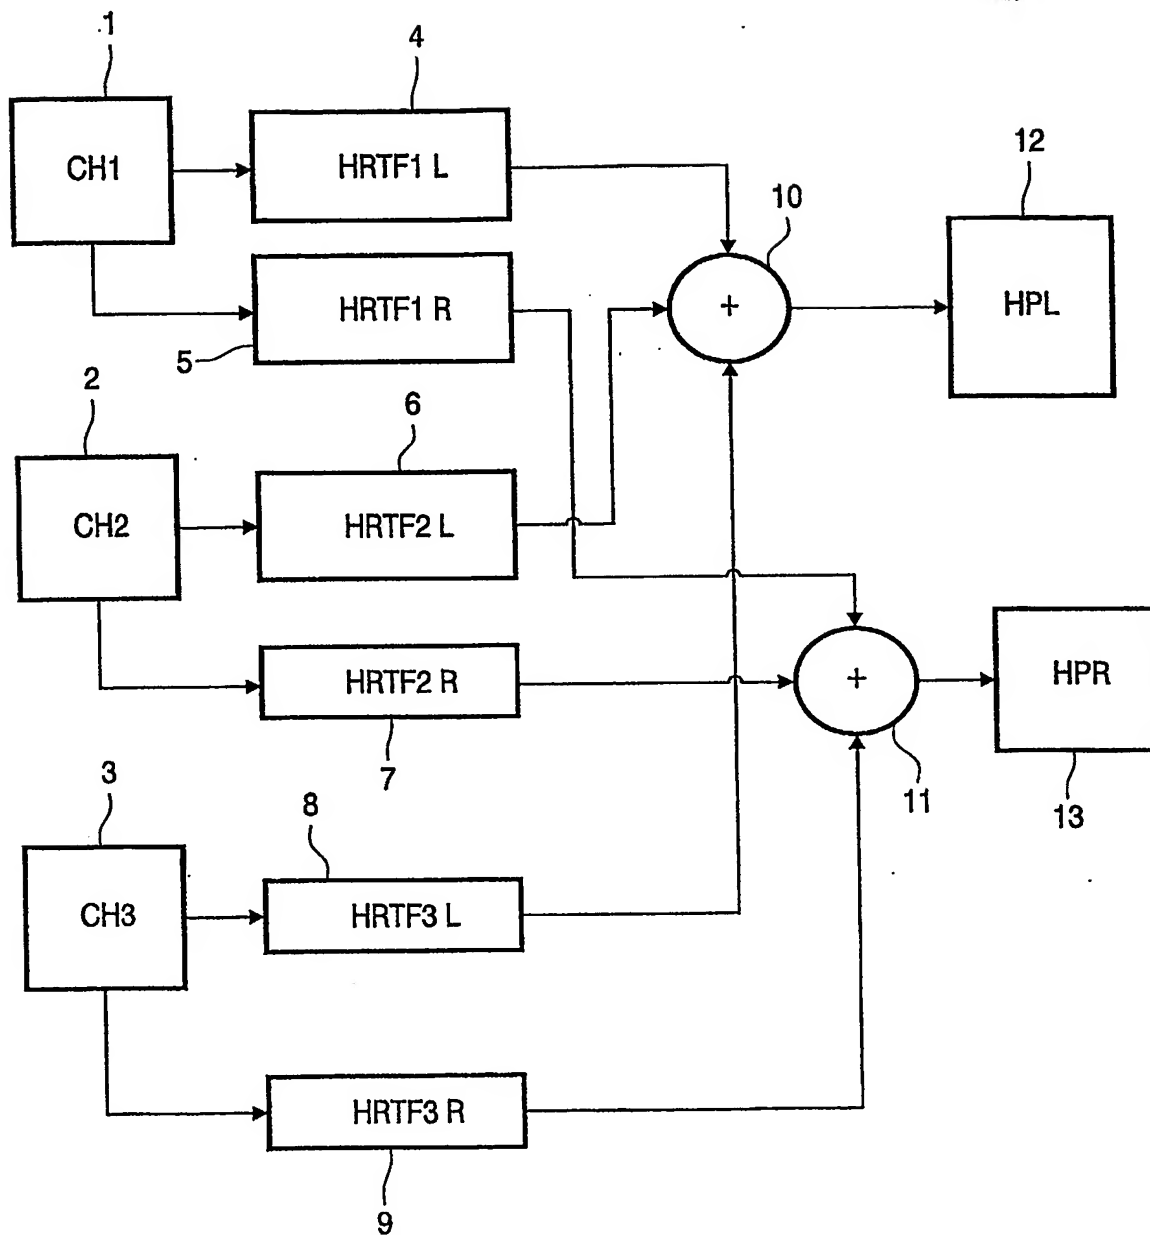 1
4
CH1
HRTF1 L
12
10
HRTF1 R
+
HPL
5
2
6
CH2
HRTF2 L
HRTF2 R
+
HPR
7
3
8
11
13
CH3
HRTF3 L
HRTF3 R
9